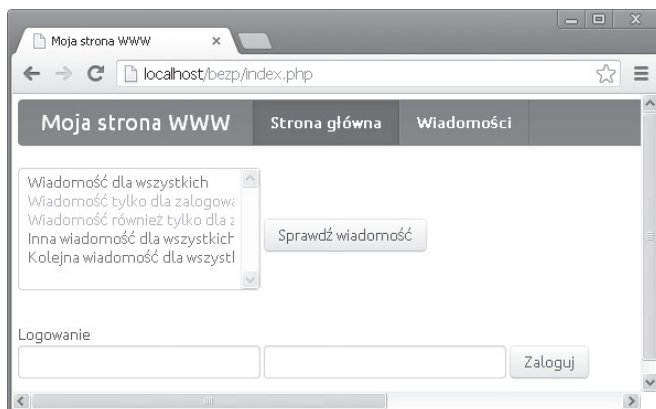 Moja strona WWW
localhost/bezp/index.php
Moja strona WWW Strona główna Wiadomości
Wiadomość dla wszystkich
Wiadomość tylko dla zalogowa
Wiadomość również tylko dla z
Inna wiadomość dla wszystkich
Kolejna wiadomość dla wszystl
Sprawdź wiadomość
Logowanie
Zaloguj